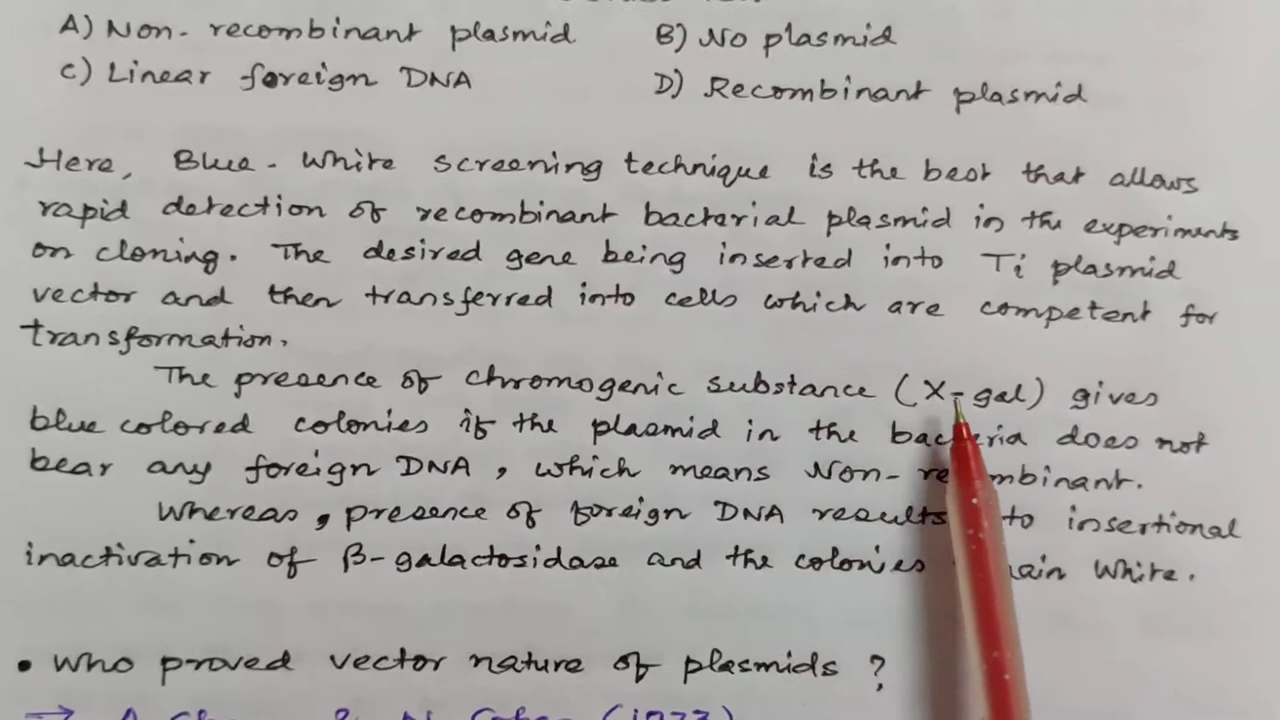 A) Non-recombinant plasmid B) No plasmid
C) Linear foreign DNA D) Recombinant plasmid
Here, Blue-White screening technique is the best that allows
rapid detection of recombinant bacterial plasmid in the experiments
on cloning. The desired gene being inserted into Ti plasmid
vector and then transferred into cells which are competent for
transformation.
The presence of chromogenic substance (X-gal) gives
blue colored colonies if the plasmid in the bacteria does not
bear any foreign DNA, which means Non-recombinant.
Whereas, presence of foreign DNA results to insertional
inactivation of β-galactosidase and the colonies remain White.
• Who proved vector nature of plasmids?
→ & (1973)